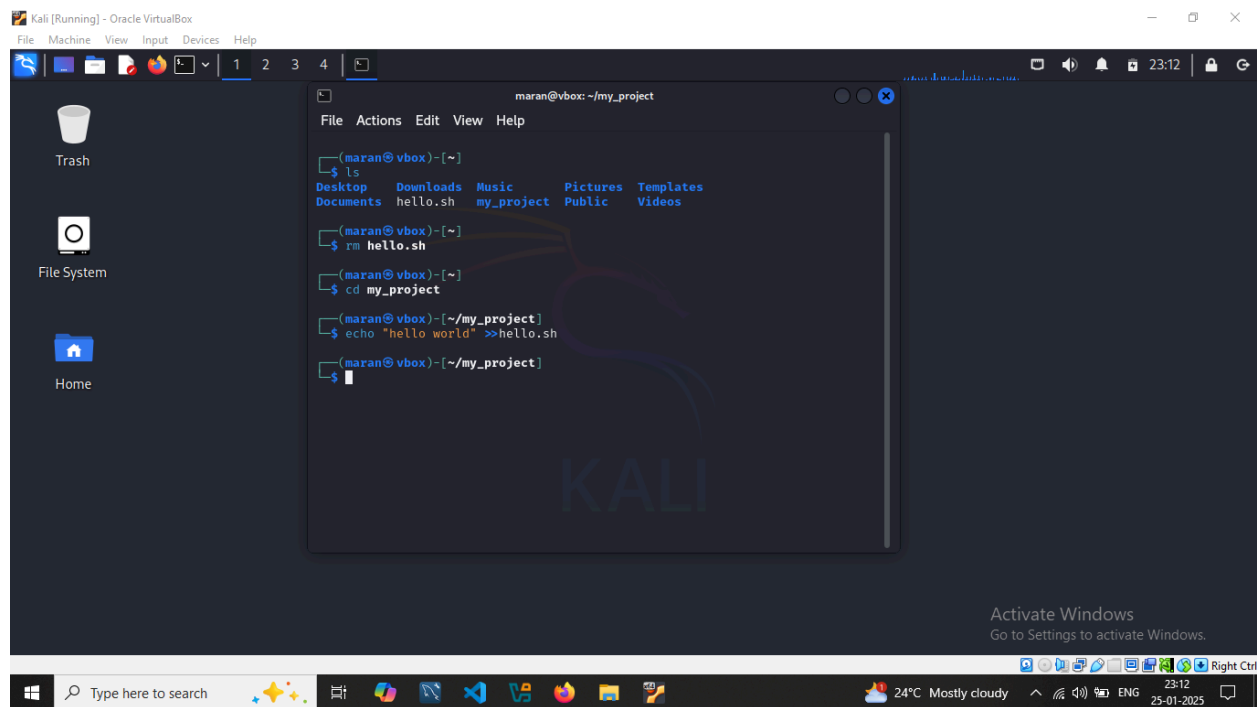 Kali [Running] - Oracle VirtualBox
File Machine View Input Devices Help
1 2 3 4
23:12
maran@vbox: ~/my_project
File Actions Edit View Help
Trash
File System
Home
┌──(maran㉿vbox)-[~]
└─$ ls
Desktop Downloads Music Pictures Templates
Documents hello.sh my_project Public Videos
┌──(maran㉿vbox)-[~]
└─$ rm hello.sh
┌──(maran㉿vbox)-[~]
└─$ cd my_project
┌──(maran㉿vbox)-[~/my_project]
└─$ echo "hello world" >>hello.sh
┌──(maran㉿vbox)-[~/my_project]
└─$
KALI
Activate Windows
Go to Settings to activate Windows.
Right Ctrl
Type here to search
24°C Mostly cloudy
ENG
23:12
25-01-2025